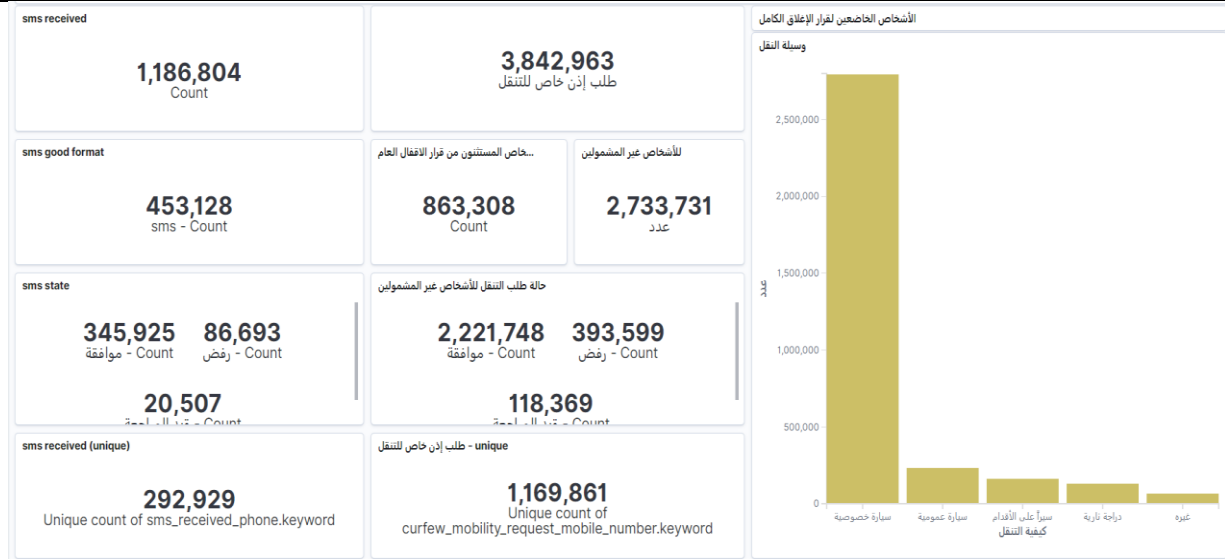 sms received
1,186,804
Count
3,842,963
طلب إذن خاص للتنقل
sms good format
453,128
sms - Count
...خاص المستثنون من قرار الاقفال العام
863,308
Count
للأشخاص غير المشمولين
2,733,731
عدد
sms state
345,925
Count - موافقة
86,693
Count - رفض
20,507
Count - قيد المراجعة
حالة طلب التنقل للأشخاص غير المشمولين
2,221,748
Count - موافقة
393,599
Count - رفض
118,369
Count - قيد المراجعة
sms received (unique)
292,929
Unique count of sms_received_phone.keyword
طلب إذن خاص للتنقل - unique
1,169,861
Unique count of
curfew_mobility_request_mobile_number.keyword
الأشخاص الخاضعين لقرار الإغلاق الكامل
وسيلة النقل
2,500,000
2,000,000
1,500,000
1,000,000
500,000
0
عدد
سيارة خصوصية
سيارة عمومية
سيراً على الأقدام
دراجة نارية
غيره
كيفية التنقل